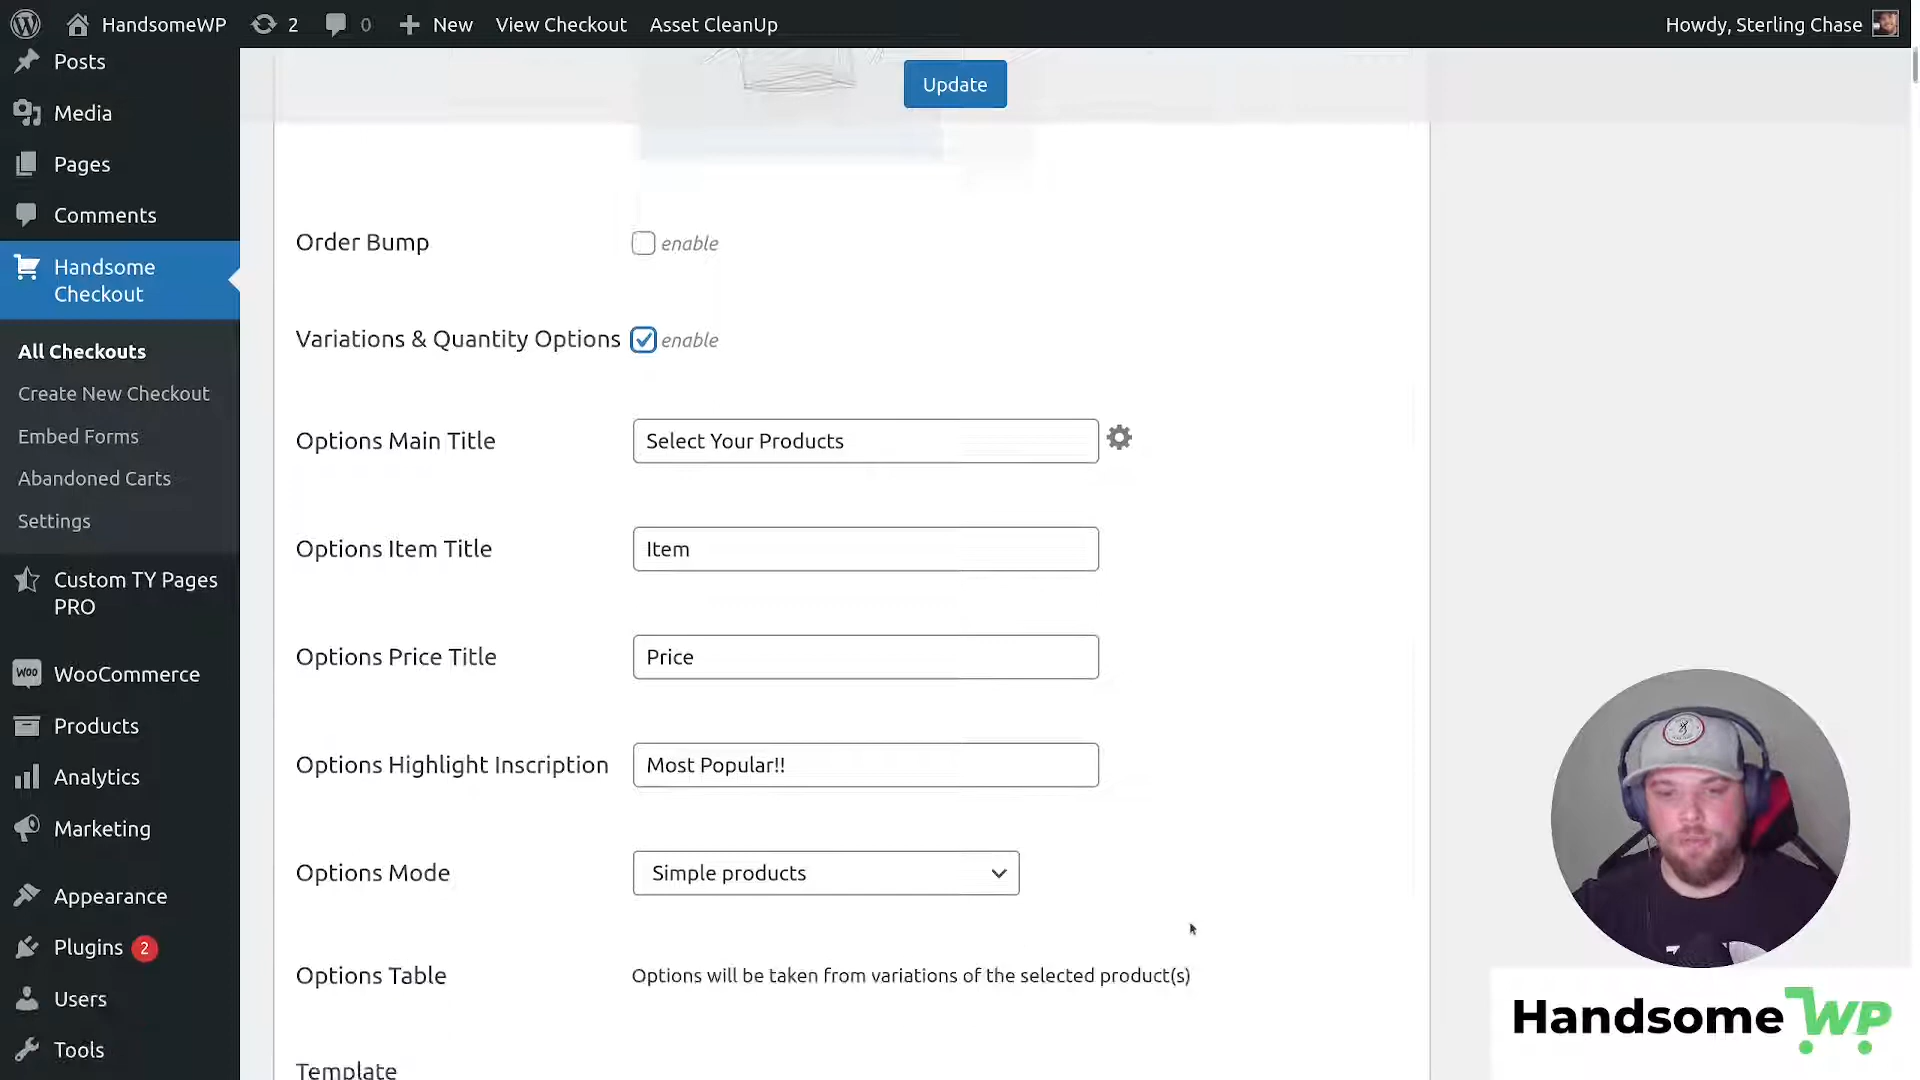 HandsomeWP 2 0 New View Checkout Asset CleanUp Howdy, Sterling Chase
Posts
Media
Pages
Comments
Handsome
Checkout
All Checkouts
Create New Checkout
Embed Forms
Abandoned Carts
Settings
Custom TY Pages
PRO
WOO WooCommerce
Products
Analytics
Marketing
Appearance
Plugins 2
Users
Tools
Update
Order Bump enable
Variations & Quantity Options enable
Options Main Title Select Your Products
Options Item Title Item
Options Price Title Price
Options Highlight Inscription Most Popular!!
Options Mode Simple products
Options Table Options will be taken from variations of the selected product(s)
Template
HandsomeWP